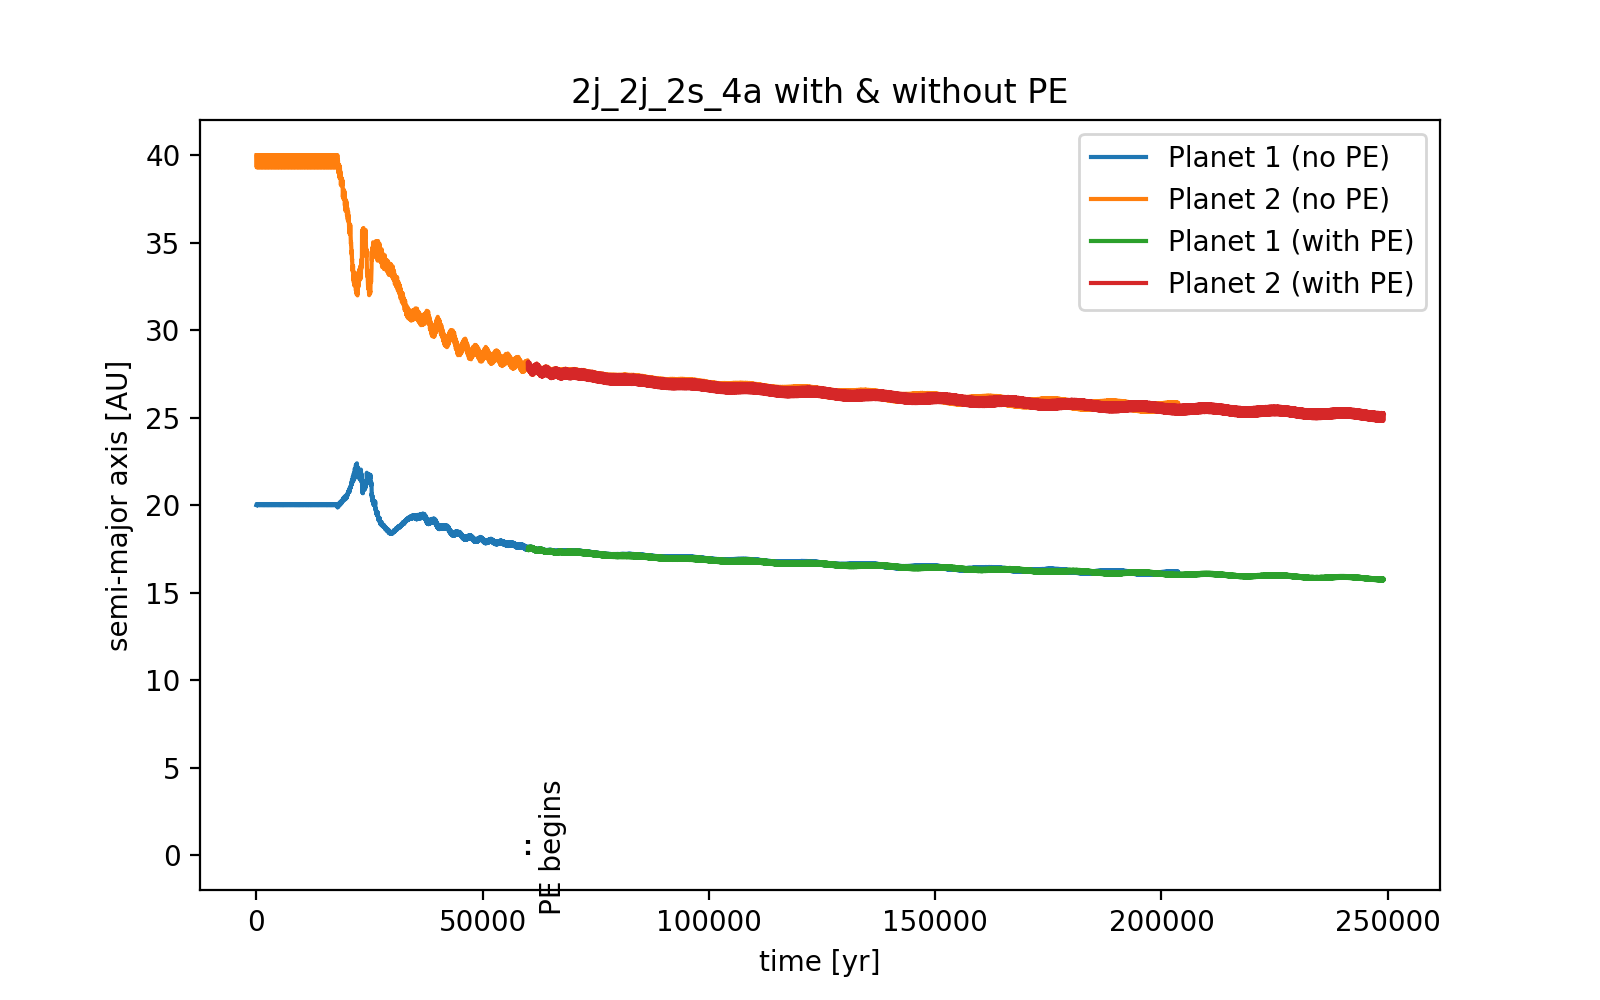 2j_2j_2s_4a with & without PE
Planet 1 (no PE)
Planet 2 (no PE)
Planet 1 (with PE)
Planet 2 (with PE)
semi-major axis [AU]
40
35
30
25
20
15
10
5
0
PE begins
0
50000
100000
150000
200000
250000
time [yr]